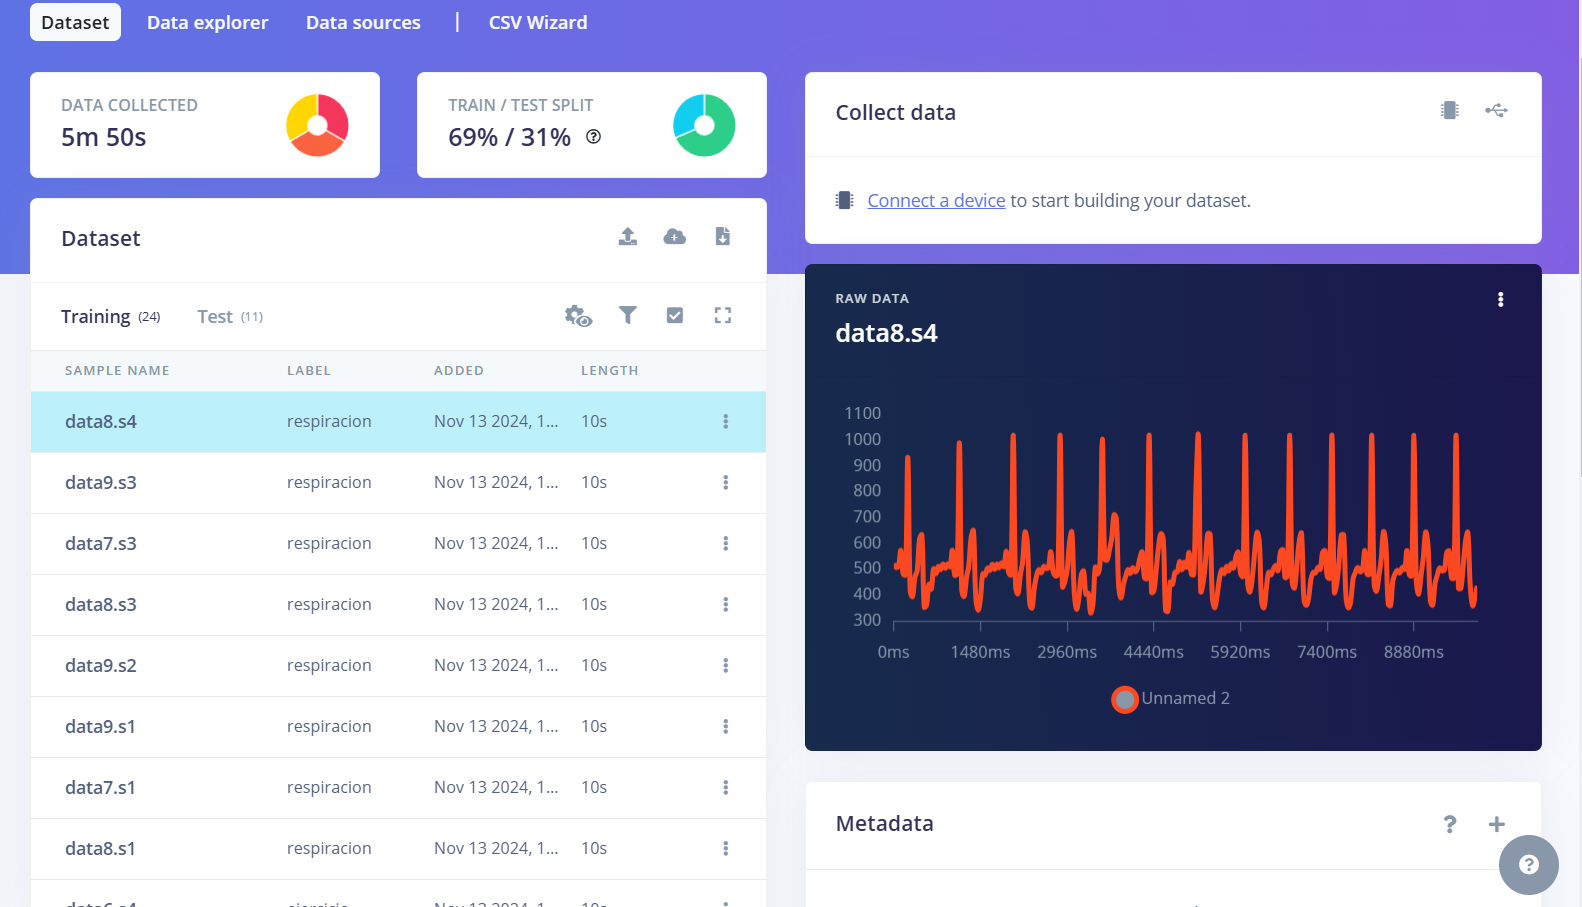 Dataset Data explorer Data sources | CSV Wizard
DATA COLLECTED
5m 50s
TRAIN / TEST SPLIT
69% / 31%
Collect data
Connect a device to start building your dataset.
Dataset
Training (24) Test (11)
SAMPLE NAME LABEL ADDED LENGTH
data8.s4 respiracion Nov 13 2024, 1... 10s
data9.s3 respiracion Nov 13 2024, 1... 10s
data7.s3 respiracion Nov 13 2024, 1... 10s
data8.s3 respiracion Nov 13 2024, 1... 10s
data9.s2 respiracion Nov 13 2024, 1... 10s
data9.s1 respiracion Nov 13 2024, 1... 10s
data7.s1 respiracion Nov 13 2024, 1... 10s
data8.s1 respiracion Nov 13 2024, 1... 10s
RAW DATA
data8.s4
1100
1000
900
800
700
600
500
400
300
0ms 1480ms 2960ms 4440ms 5920ms 7400ms 8880ms
Unnamed 2
Metadata
? +
?